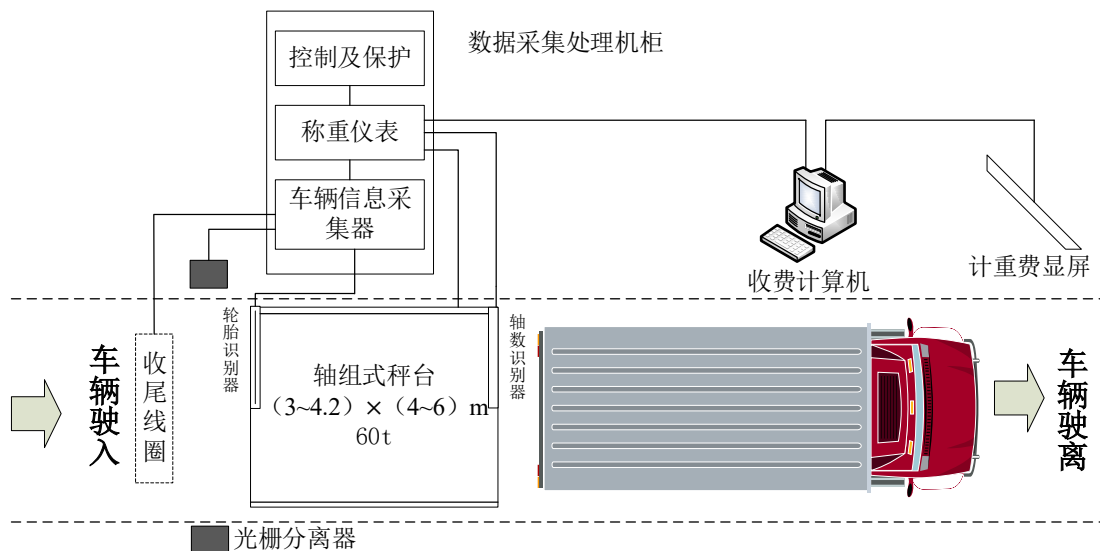 数据采集处理机柜
控制及保护
称重仪表
车辆信息采
集器
收费计算机
计重费显屏
车辆驶入
收尾线圈
轮胎识别器
轴组式秤台
（3~4.2）×（4~6）m
60t
轴数识别器
车辆驶离
光栅分离器